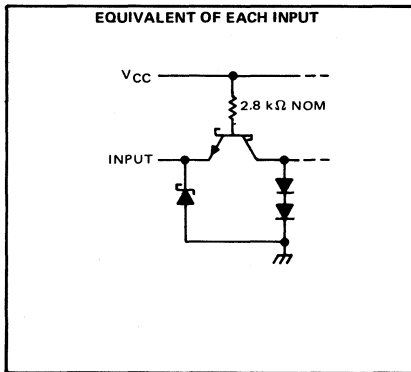 EQUIVALENT OF EACH INPUT
VCC
2.8 kΩ NOM
INPUT